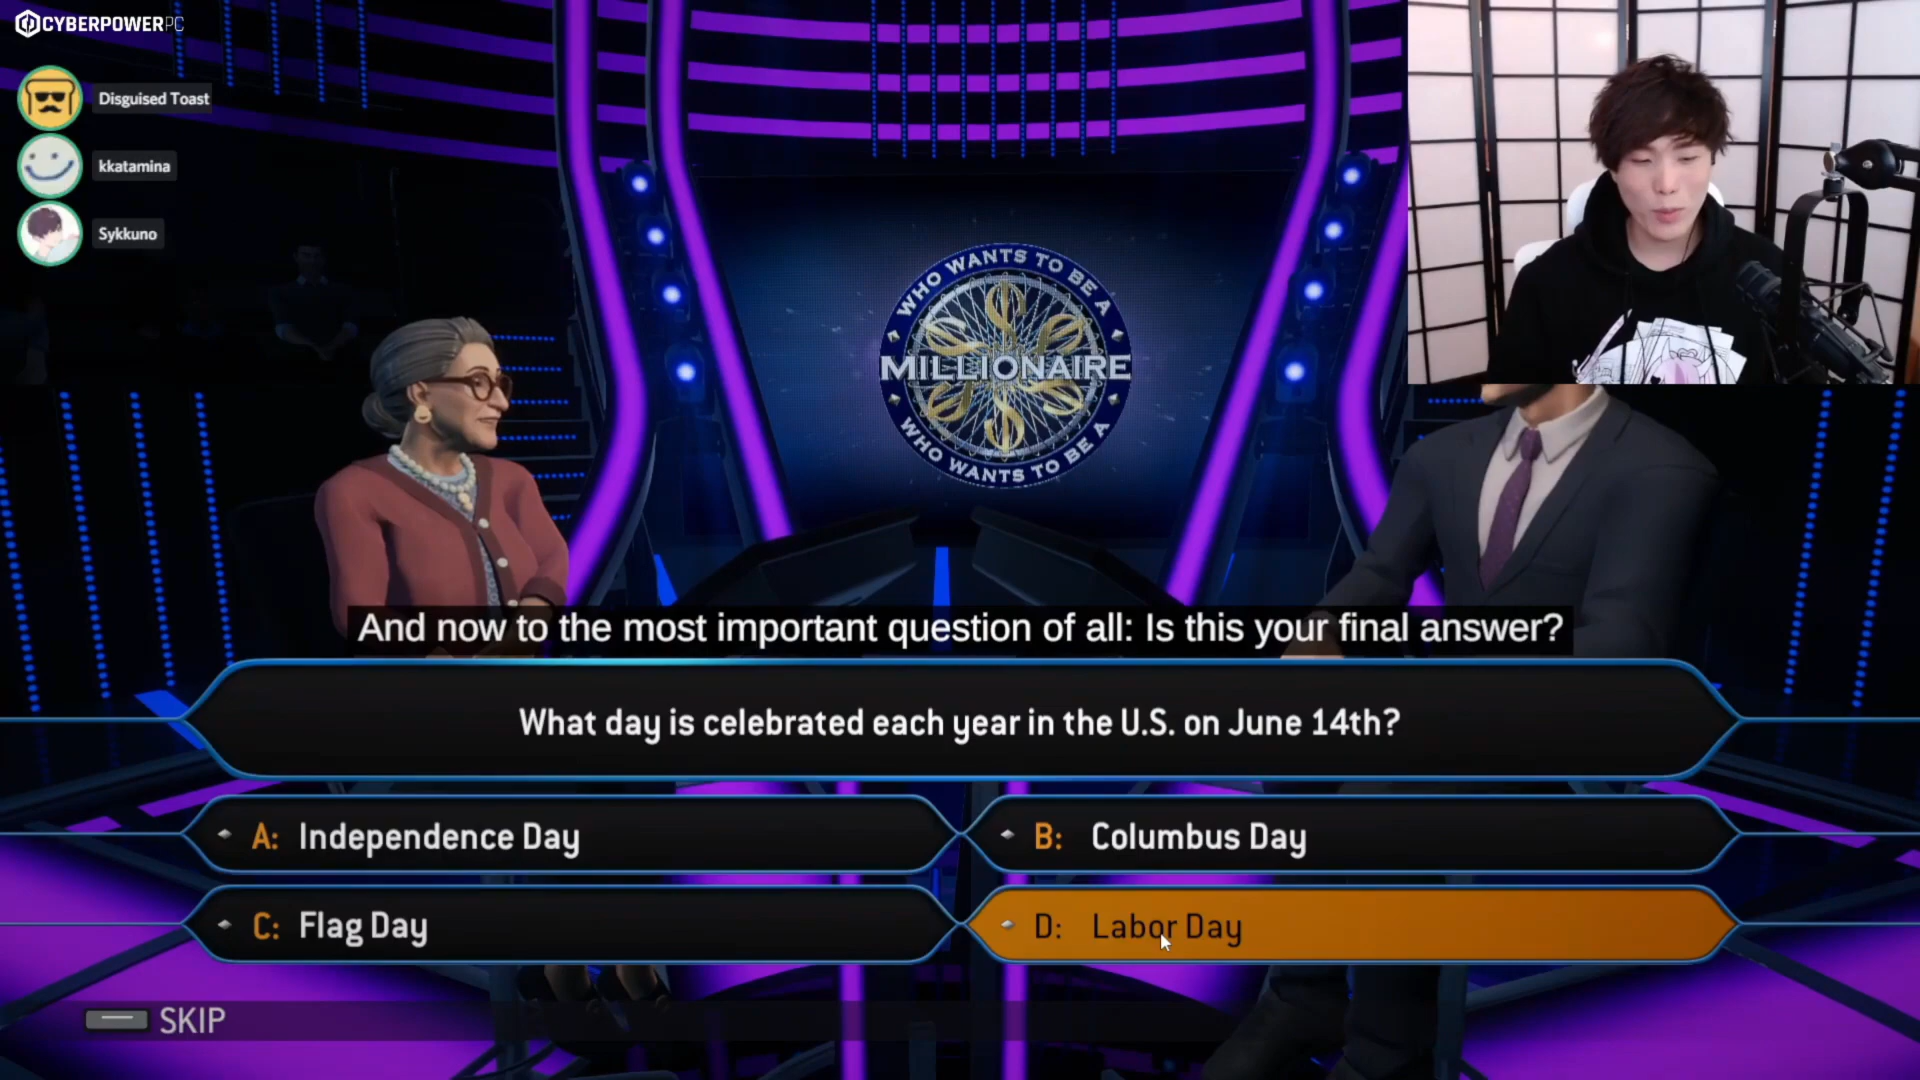 CYBERPOWERPC
Disguised Toast
kkatamina
Sykkuno
WHO WANTS TO BE A
MILLIONAIRE
WHO WANTS TO BE A
And now to the most important question of all: Is this your final answer?
What day is celebrated each year in the U.S. on June 14th?
A: Independence Day
B: Columbus Day
C: Flag Day
D: Labor Day
SKIP